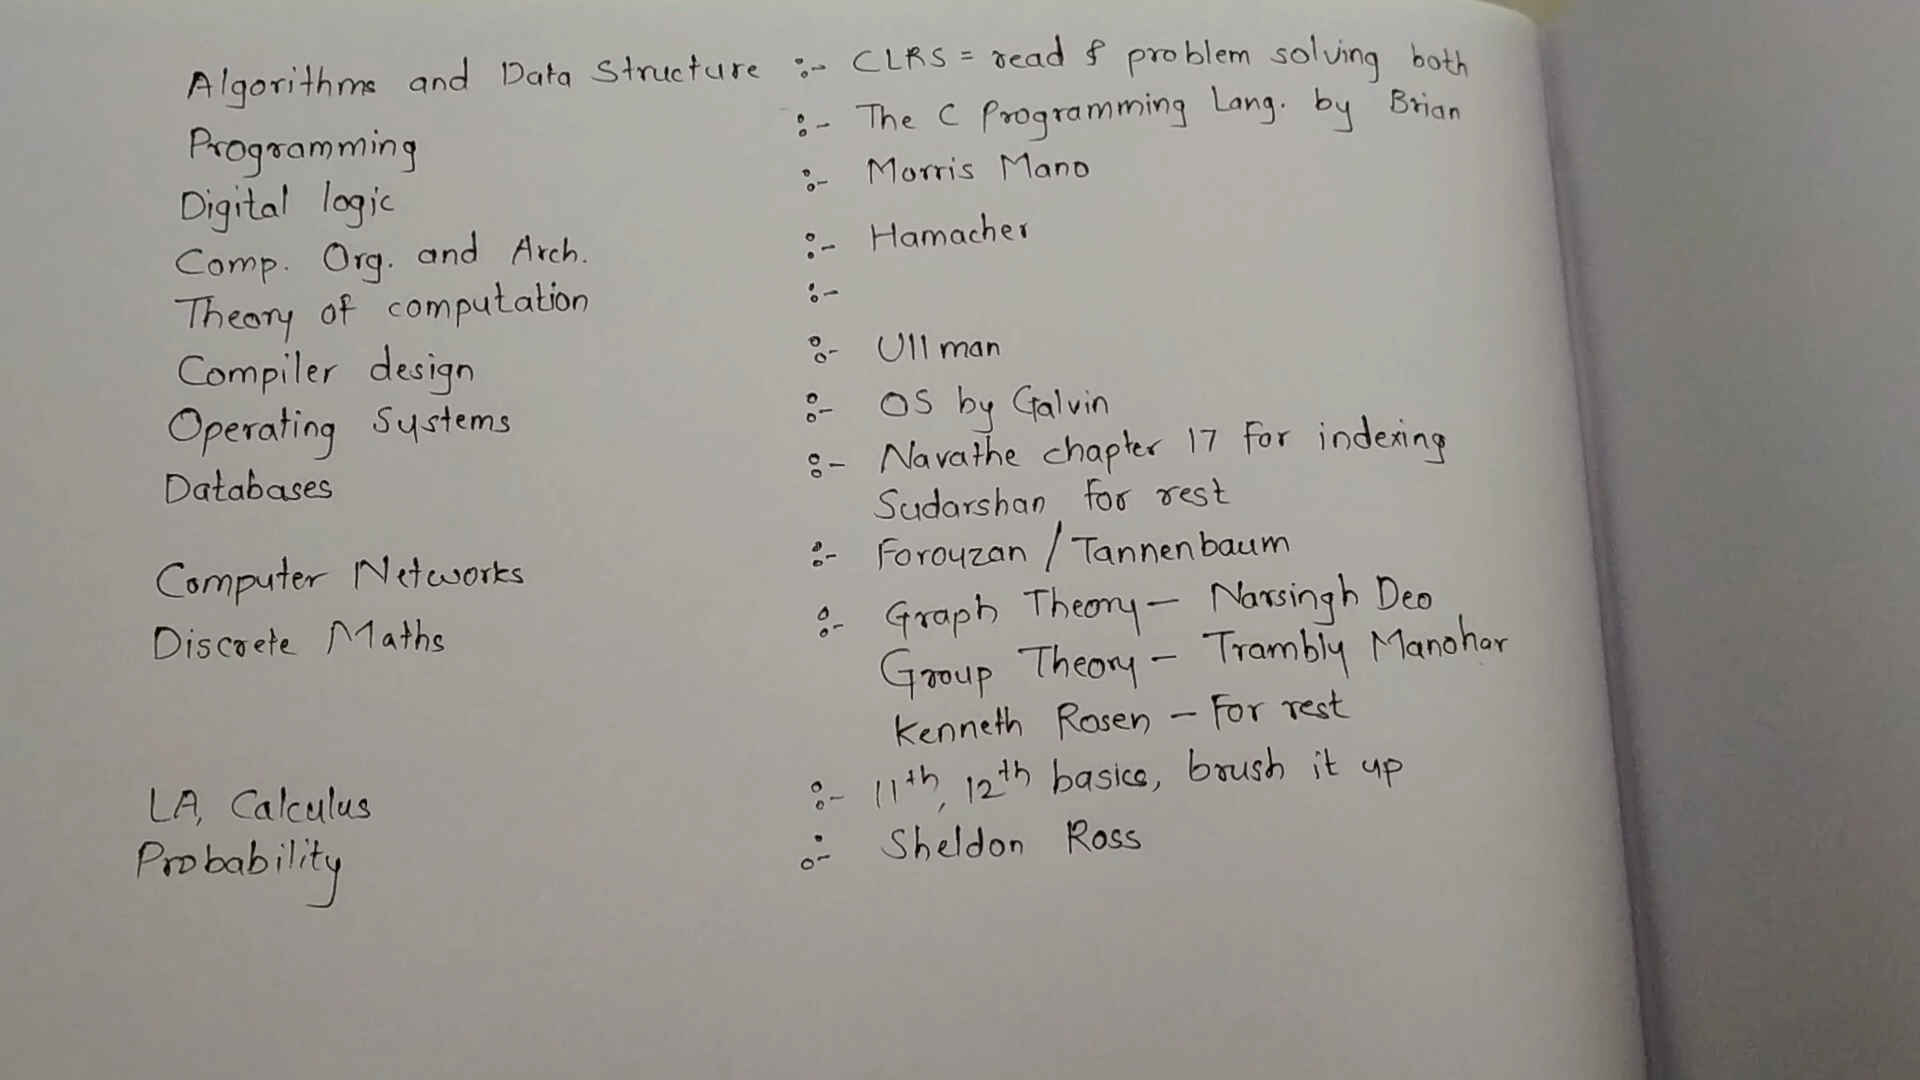 Algorithms and Data Structure :- CLRS = read & problem solving both
Programming :- The C Programming Lang. by Brian
Digital logic :- Morris Mano
Comp. Org. and Arch. :- Hamacher
Theory of computation :-
Compiler design :- Ullman
Operating Systems :- OS by Galvin
Databases :- Navathe chapter 17 for indexing
Sudarshan for rest
Computer Networks :- Forouzan / Tannenbaum
Discrete Maths :- Graph Theory - Narsingh Deo
Group Theory - Trambly Manohar
Kenneth Rosen - For rest
LA, Calculus :- 11th, 12th basics, brush it up
Probability :- Sheldon Ross